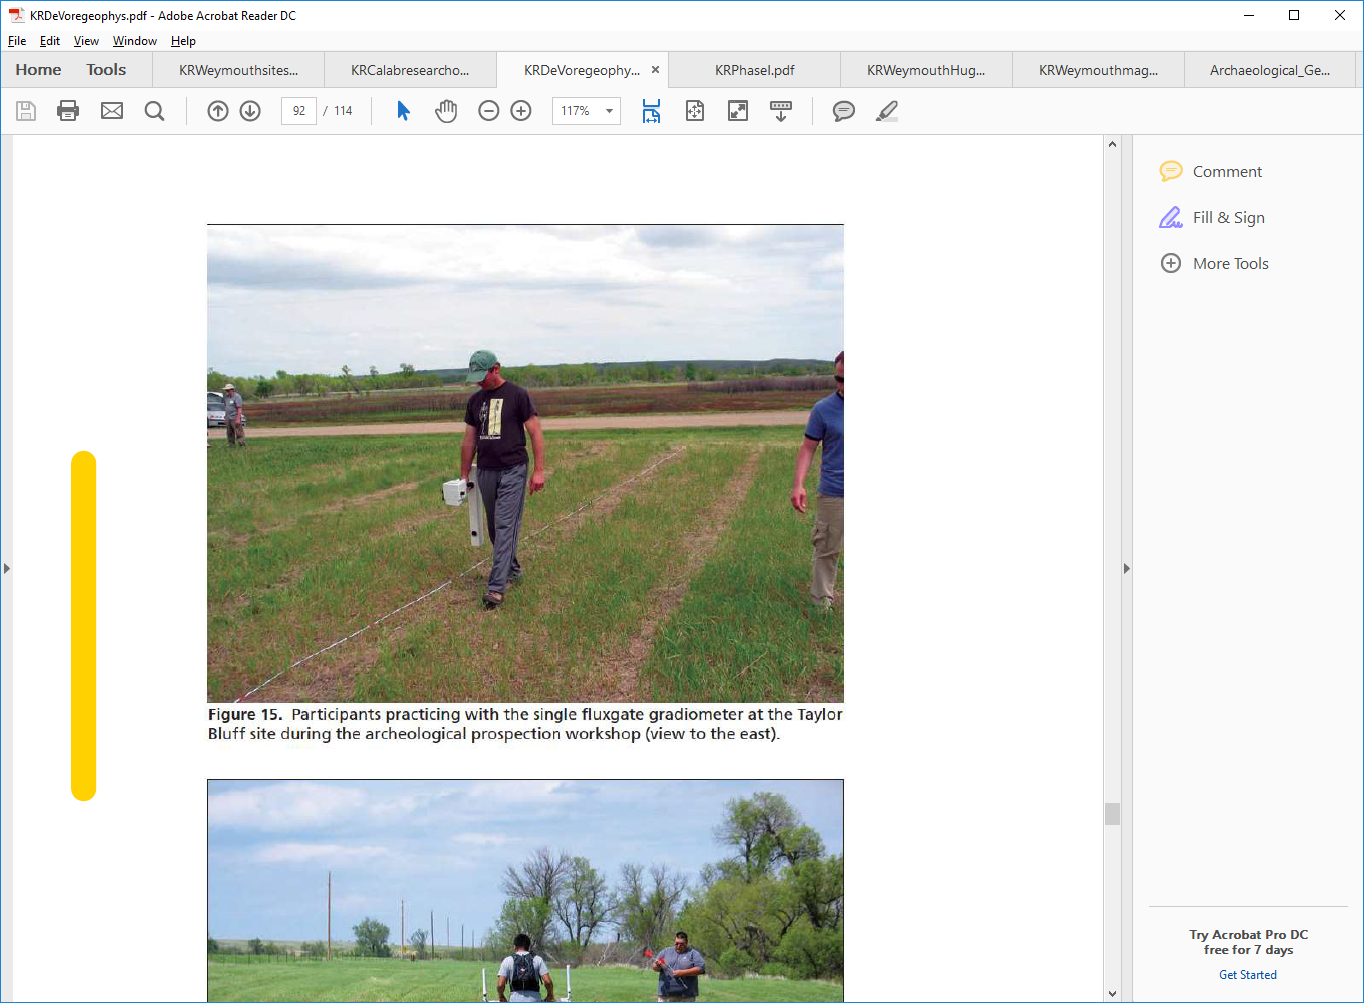 KRDeVoregeophys.pdf - Adobe Acrobat Reader DC
File Edit View Window Help
Home Tools KRWeymouthsites... KRCalabresearcho... KRDeVoregeophy... KRPhaseI.pdf KRWeymouthHug... KRWeymouthmag... Archaeological_Ge...
92 / 114 117%
Comment
Fill & Sign
More Tools
Figure 15. Participants practicing with the single fluxgate gradiometer at the Taylor
Bluff site during the archeological prospection workshop (view to the east).
Try Acrobat Pro DC
free for 7 days
Get Started